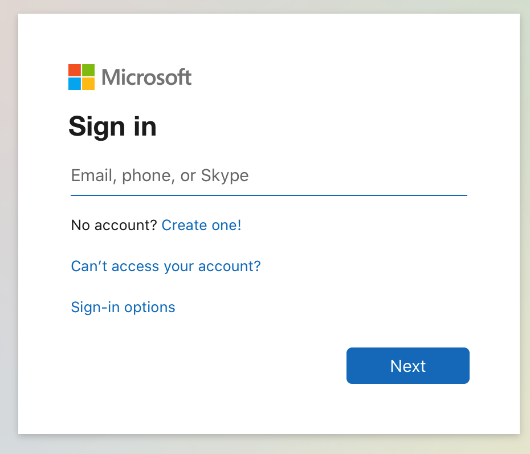 Microsoft
Sign in
Email, phone, or Skype
No account? Create one!
Can’t access your account?
Sign-in options
Next